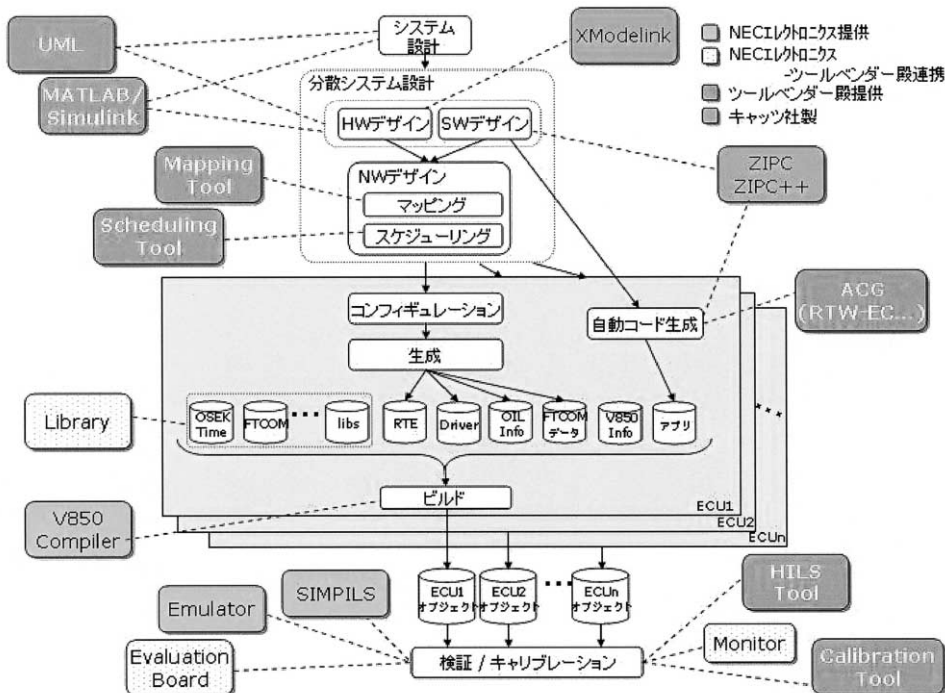 UML
MATLAB/
Simulink
システム
設計
XModelink
NECエレクトロニクス提供
NECエレクトロニクス
-ツールベンダー殿連携
ツールベンダー殿提供
キャッツ社製
分散システム設計
HWデザイン
SWデザイン
Mapping
Tool
Scheduling
Tool
NWデザイン
マッピング
スケジューリング
ZIPC
ZIPC++
コンフィギュレーション
生成
自動コード生成
ACG
(RTW-EC...)
Library
OSEK
Time
FTCOM
libs
RTE
Driver
OIL
Info
FTCOM
データ
V850
Info
アプリ
ビルド
ECU1
ECU2
ECUn
V850
Compiler
ECU1
オブジェクト
ECU2
オブジェクト
ECUn
オブジェクト
Emulator
SIMPILS
Evaluation
Board
検証 / キャリブレーション
HILS
Tool
Monitor
Calibration
Tool